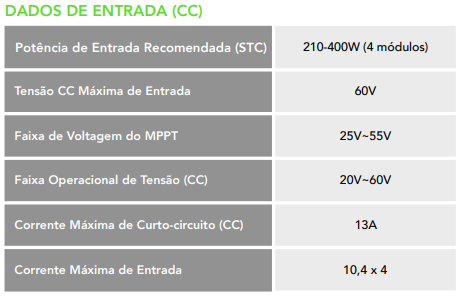 DADOS DE ENTRADA (CC)
Potência de Entrada Recomendada (STC) 210-400W (4 módulos)
Tensão CC Máxima de Entrada 60V
Faixa de Voltagem do MPPT 25V~55V
Faixa Operacional de Tensão (CC) 20V~60V
Corrente Máxima de Curto-circuito (CC) 13A
Corrente Máxima de Entrada 10,4 x 4